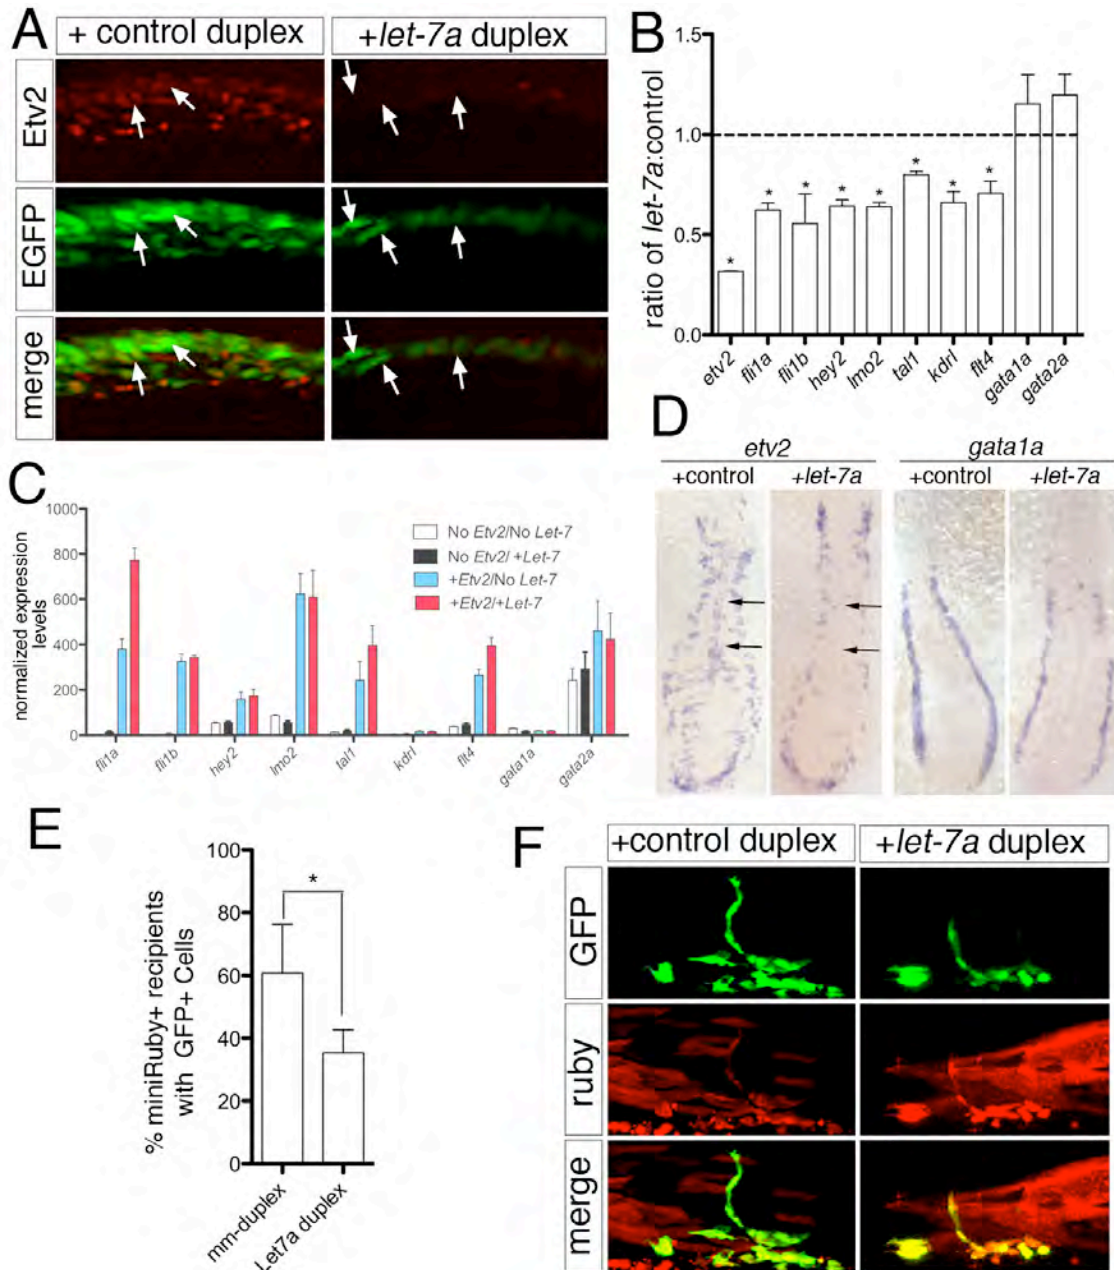 A
+ control duplex
+let-7a duplex
Etv2
EGFP
merge
B
ratio of let-7a:control
1.5
1.0
0.5
0.0
*
*
*
*
*
*
*
*
etv2
fli1a
fli1b
hey2
lmo2
tal1
kdrl
flt4
gata1a
gata2a
C
normalized expression
levels
1000
800
600
400
200
0
No Etv2/No Let-7
No Etv2/ +Let-7
+Etv2/No Let-7
+Etv2/+Let-7
fli1a
fli1b
hey2
lmo2
tal1
kdrl
flt4
gata1a
gata2a
D
etv2
gata1a
+control
+let-7a
+control
+let-7a
E
% miniRuby+ recipients
with GFP+ Cells
100
80
60
40
20
0
*
mm-duplex
Let7a duplex
F
+control duplex
+let-7a duplex
GFP
ruby
merge